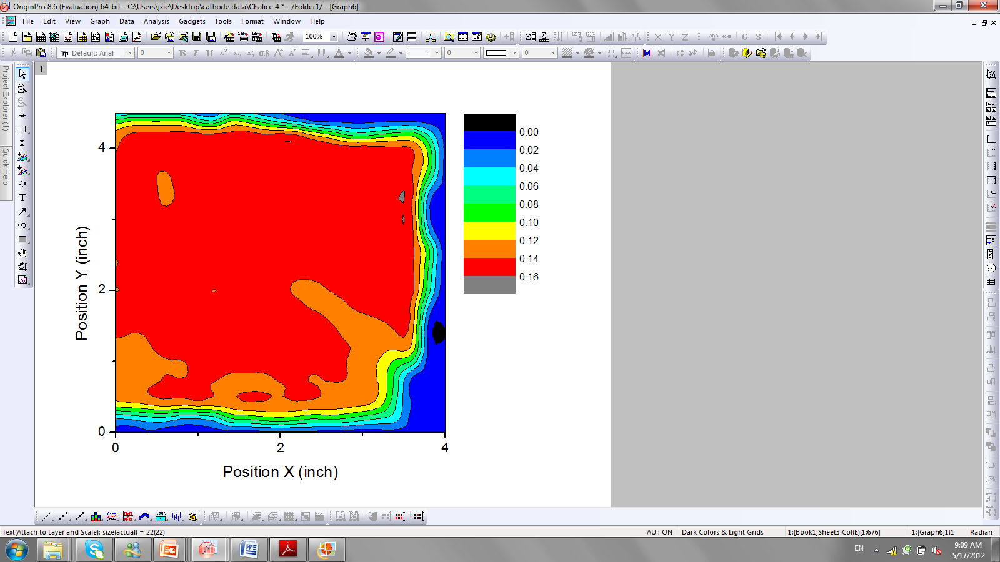 OriginPro 8.6 (Evaluation) 64-bit - C:\Users\jxie\Desktop\cathode data\Chalice 4 * - /Folder1/ - [Graph6]
File Edit View Graph Data Analysis Gadgets Tools Format Window Help
100%
Default: Arial 0 B I U αβ A A A 0 0 M
X Y Z abc NONE G S
Project Explorer (1)
Quick Help
T
1
0.00
0.02
0.04
0.06
0.08
0.10
0.12
0.14
0.16
4
2
0
0 2 4
Position Y (inch)
Position X (inch)
Text(Attach to Layer and Scale): size(actual) = 22(22)
AU : ON Dark Colors & Light Grids 1:[Book1]Sheet3!Col(E)[1:676] 1:[Graph6]1!1 Radian
EN
9:09 AM
5/17/2012